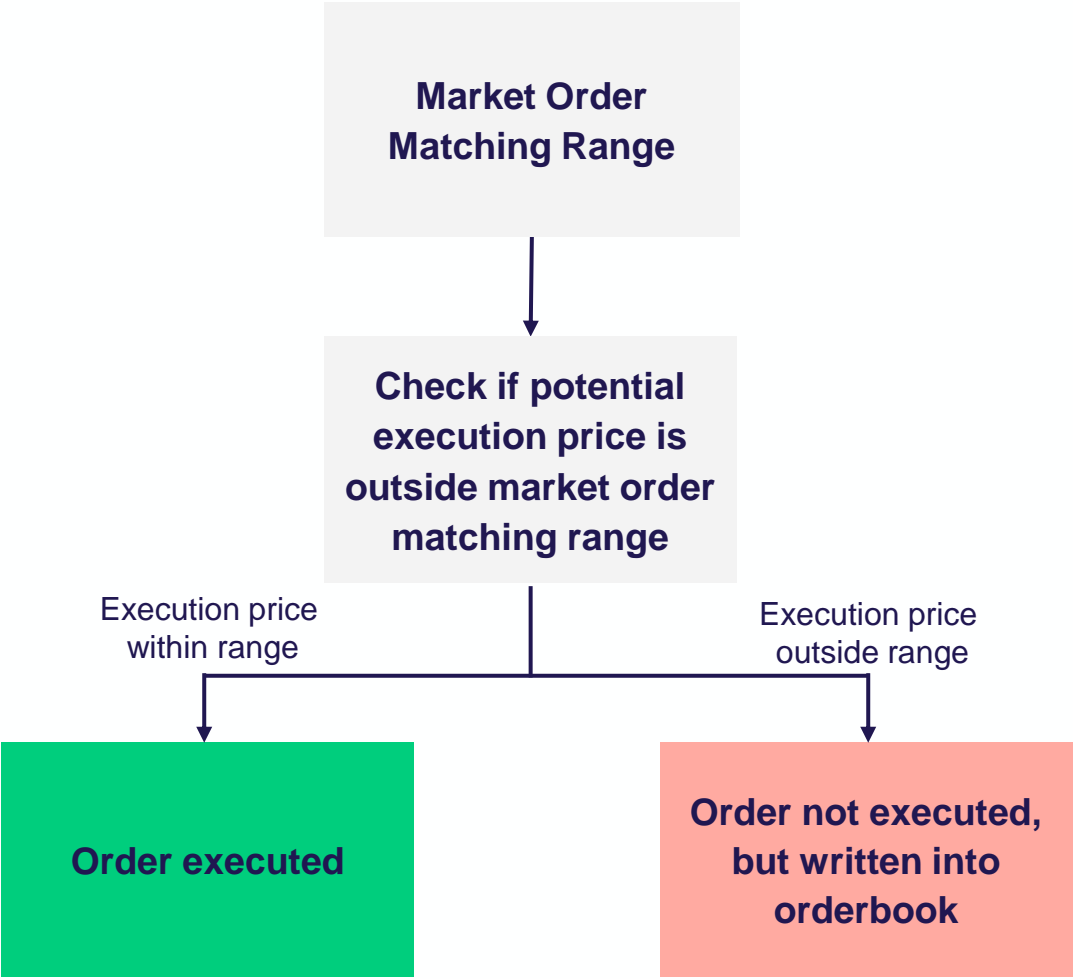 Market Order
Matching Range
Check if potential
execution price is
outside market order
matching range
Execution price
within range
Execution price
outside range
Order executed
Order not executed,
but written into
orderbook